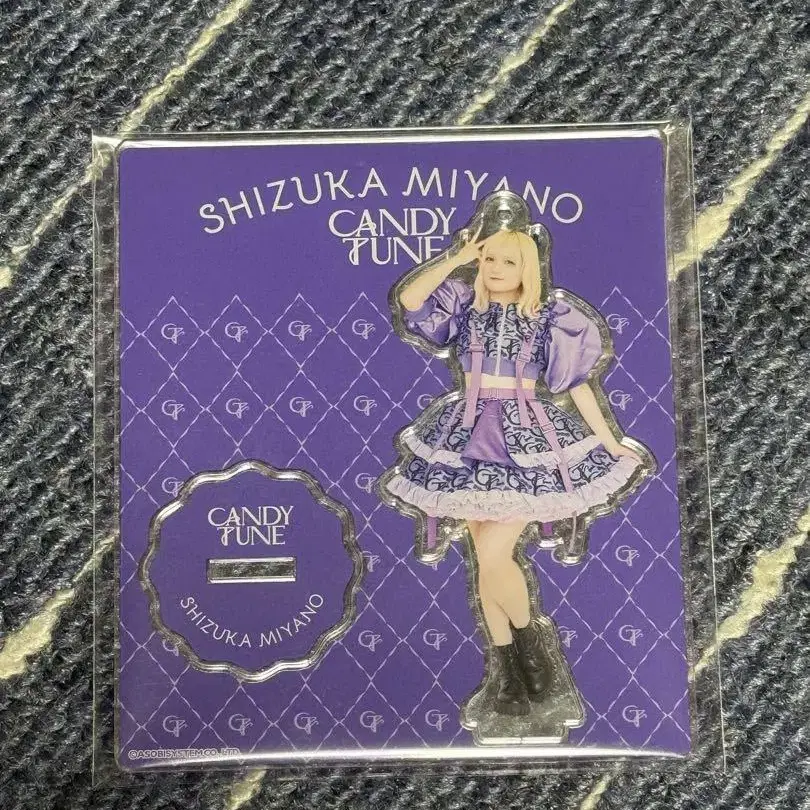 SHIZUKA MIYANO
CANDY
TUNE
CANDY
TUNE
SHIZUKA MIYANO
©ASOBISYSTEM CO., LTD.